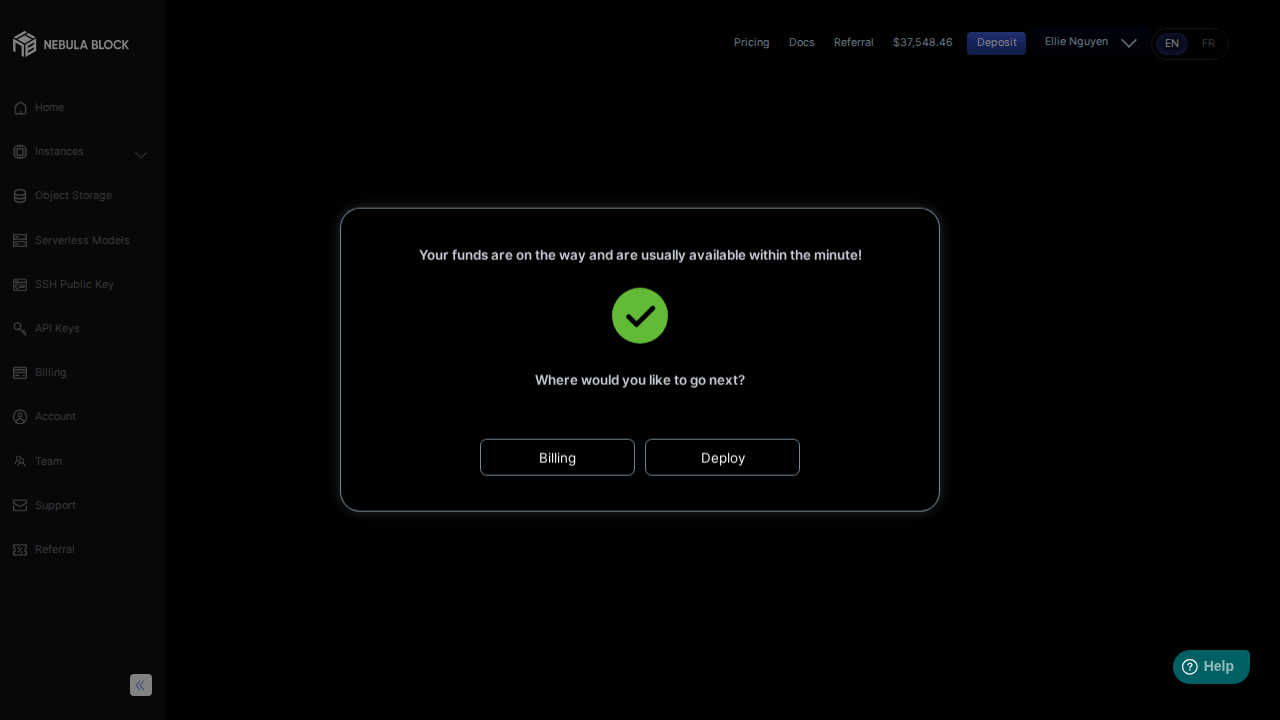 NEBULA BLOCK
Pricing
Docs
Referral
$37,548.46
Deposit
Ellie Nguyen
EN
FR
Home
Instances
Object Storage
Serverless Models
SSH Public Key
API Keys
Billing
Account
Team
Support
Referral
Your funds are on the way and are usually available within the minute!
Where would you like to go next?
Billing
Deploy
Help